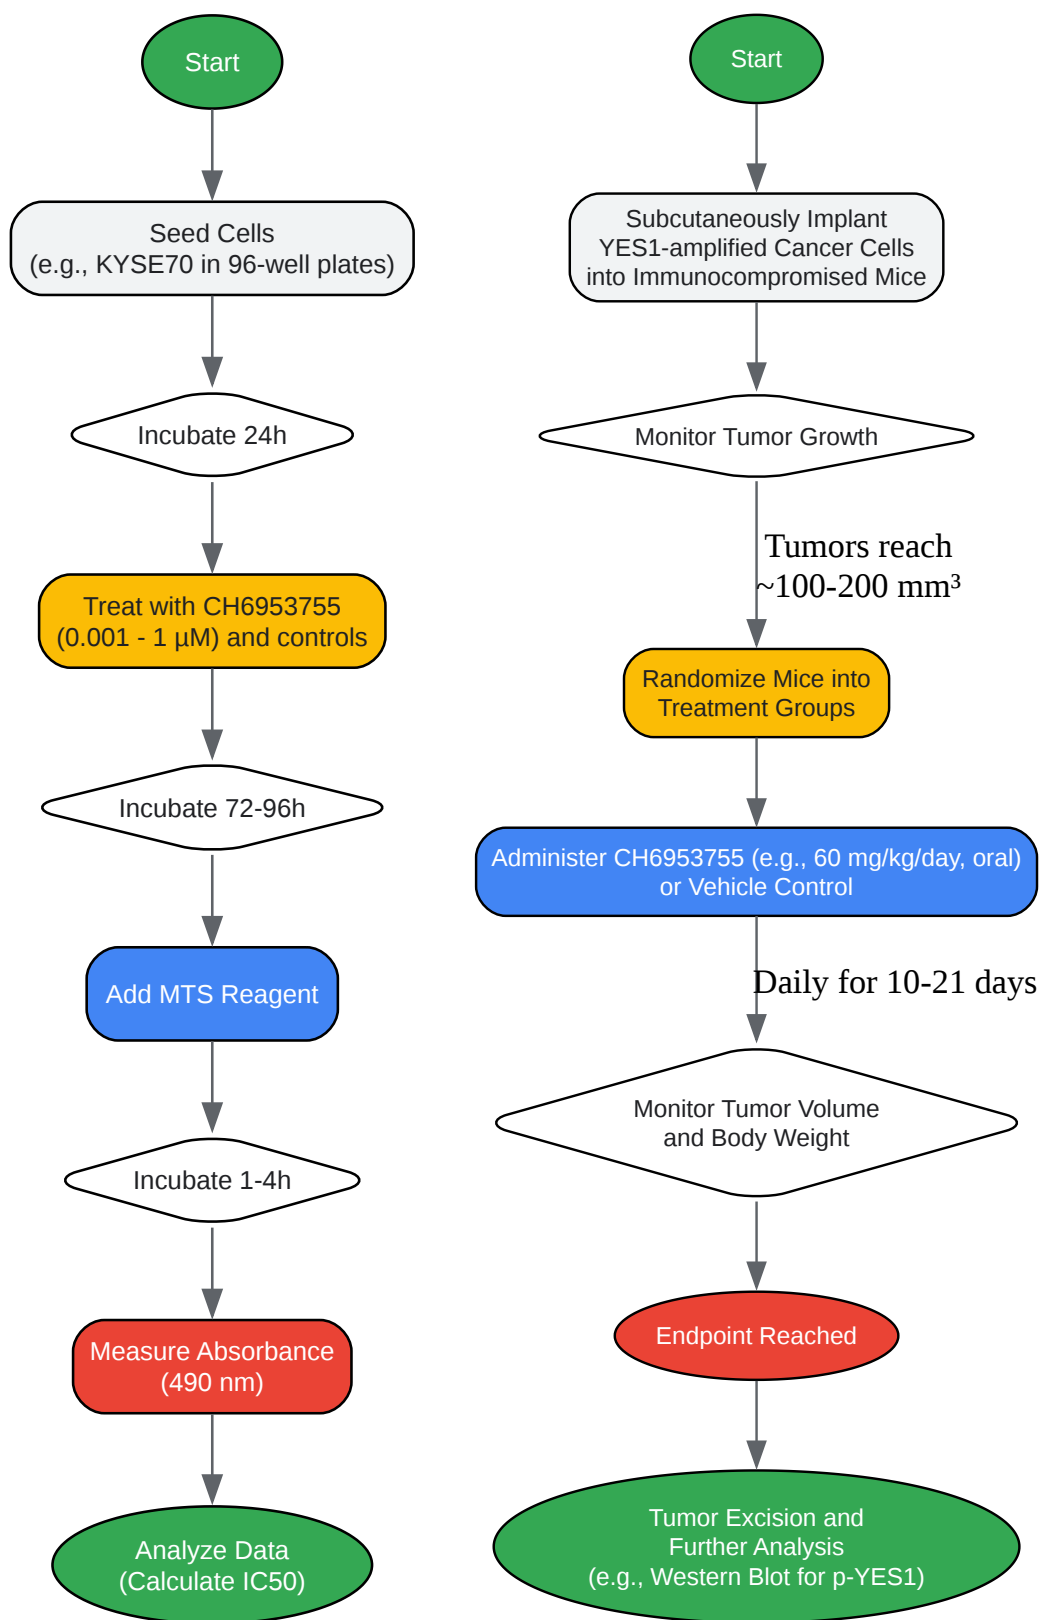 Start
Seed Cells
(e.g., KYSE70 in 96-well plates)
Incubate 24h
Treat with CH6953755
(0.001 - 1 µM) and controls
Incubate 72-96h
Add MTS Reagent
Incubate 1-4h
Measure Absorbance
(490 nm)
Analyze Data
(Calculate IC50)
Start
Subcutaneously Implant
YES1-amplified Cancer Cells
into Immunocompromised Mice
Monitor Tumor Growth
Tumors reach
~100-200 mm³
Randomize Mice into
Treatment Groups
Administer CH6953755 (e.g., 60 mg/kg/day, oral)
or Vehicle Control
Daily for 10-21 days
Monitor Tumor Volume
and Body Weight
Endpoint Reached
Tumor Excision and
Further Analysis
(e.g., Western Blot for p-YES1)